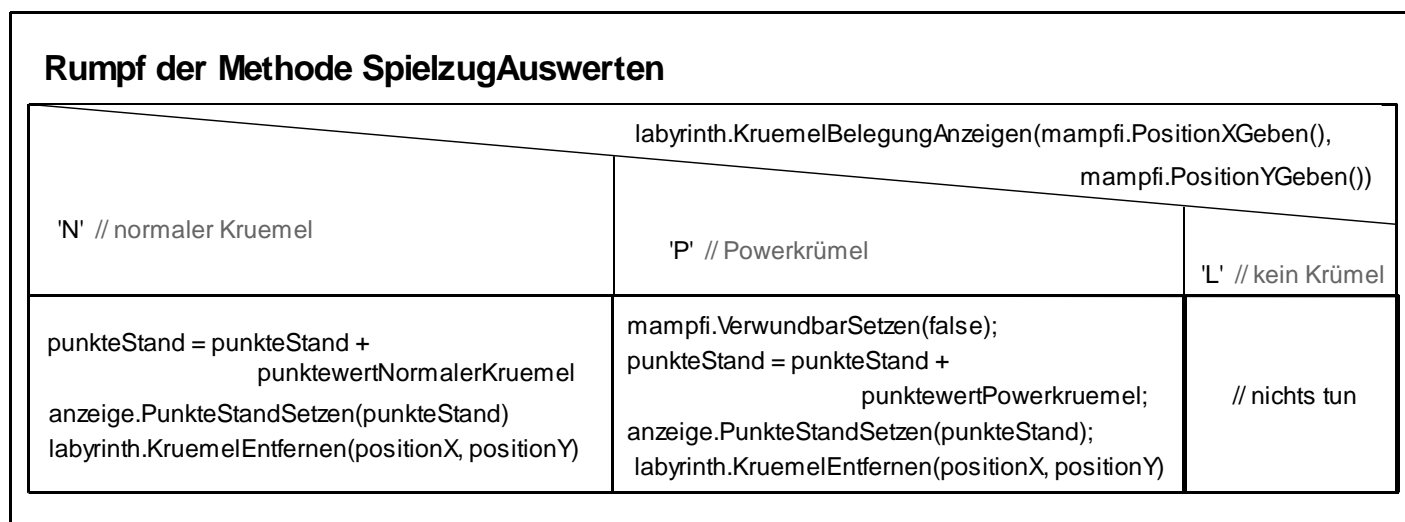 Rumpf der Methode SpielzugAuswerten
labyrinth.KruemelBelegungAnzeigen(mampfi.PositionXGeben(),
mampfi.PositionYGeben())
'N' // normaler Kruemel
'P' // Powerkrümel
'L' // kein Krümel
punkteStand = punkteStand +
punktewertNormalerKruemel
anzeige.PunkteStandSetzen(punkteStand)
labyrinth.KruemelEntfernen(positionX, positionY)
mampfi.VerwundbarSetzen(false);
punkteStand = punkteStand +
punktewertPowerkruemel;
anzeige.PunkteStandSetzen(punkteStand);
labyrinth.KruemelEntfernen(positionX, positionY)
// nichts tun